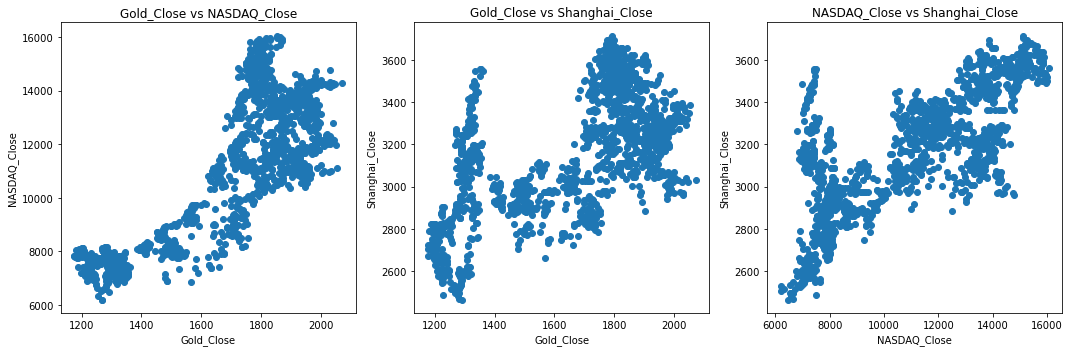 Gold_Close vs NASDAQ_Close
16000
14000
12000
10000
8000
6000
NASDAQ_Close
1200 1400 1600 1800 2000
Gold_Close
Gold_Close vs Shanghai_Close
3600
3400
3200
3000
2800
2600
Shanghai_Close
1200 1400 1600 1800 2000
Gold_Close
NASDAQ_Close vs Shanghai_Close
3600
3400
3200
3000
2800
2600
Shanghai_Close
6000 8000 10000 12000 14000 16000
NASDAQ_Close